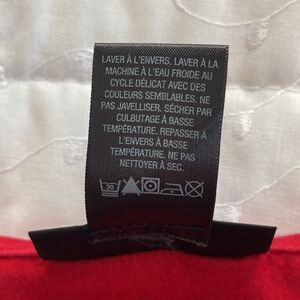 LAVER À L'ENVERS. LAVER À LA
MACHINE À L'EAU FROIDE AU
CYCLE DÉLICAT AVEC DES
COULEURS SEMBLABLES. NE
PAS JAVELLISER. SÉCHER PAR
CULBUTAGE À BASSE
TEMPÉRATURE. REPASSER À
L'ENVERS À BASSE
TEMPÉRATURE. NE PAS
NETTOYER À SEC.
30